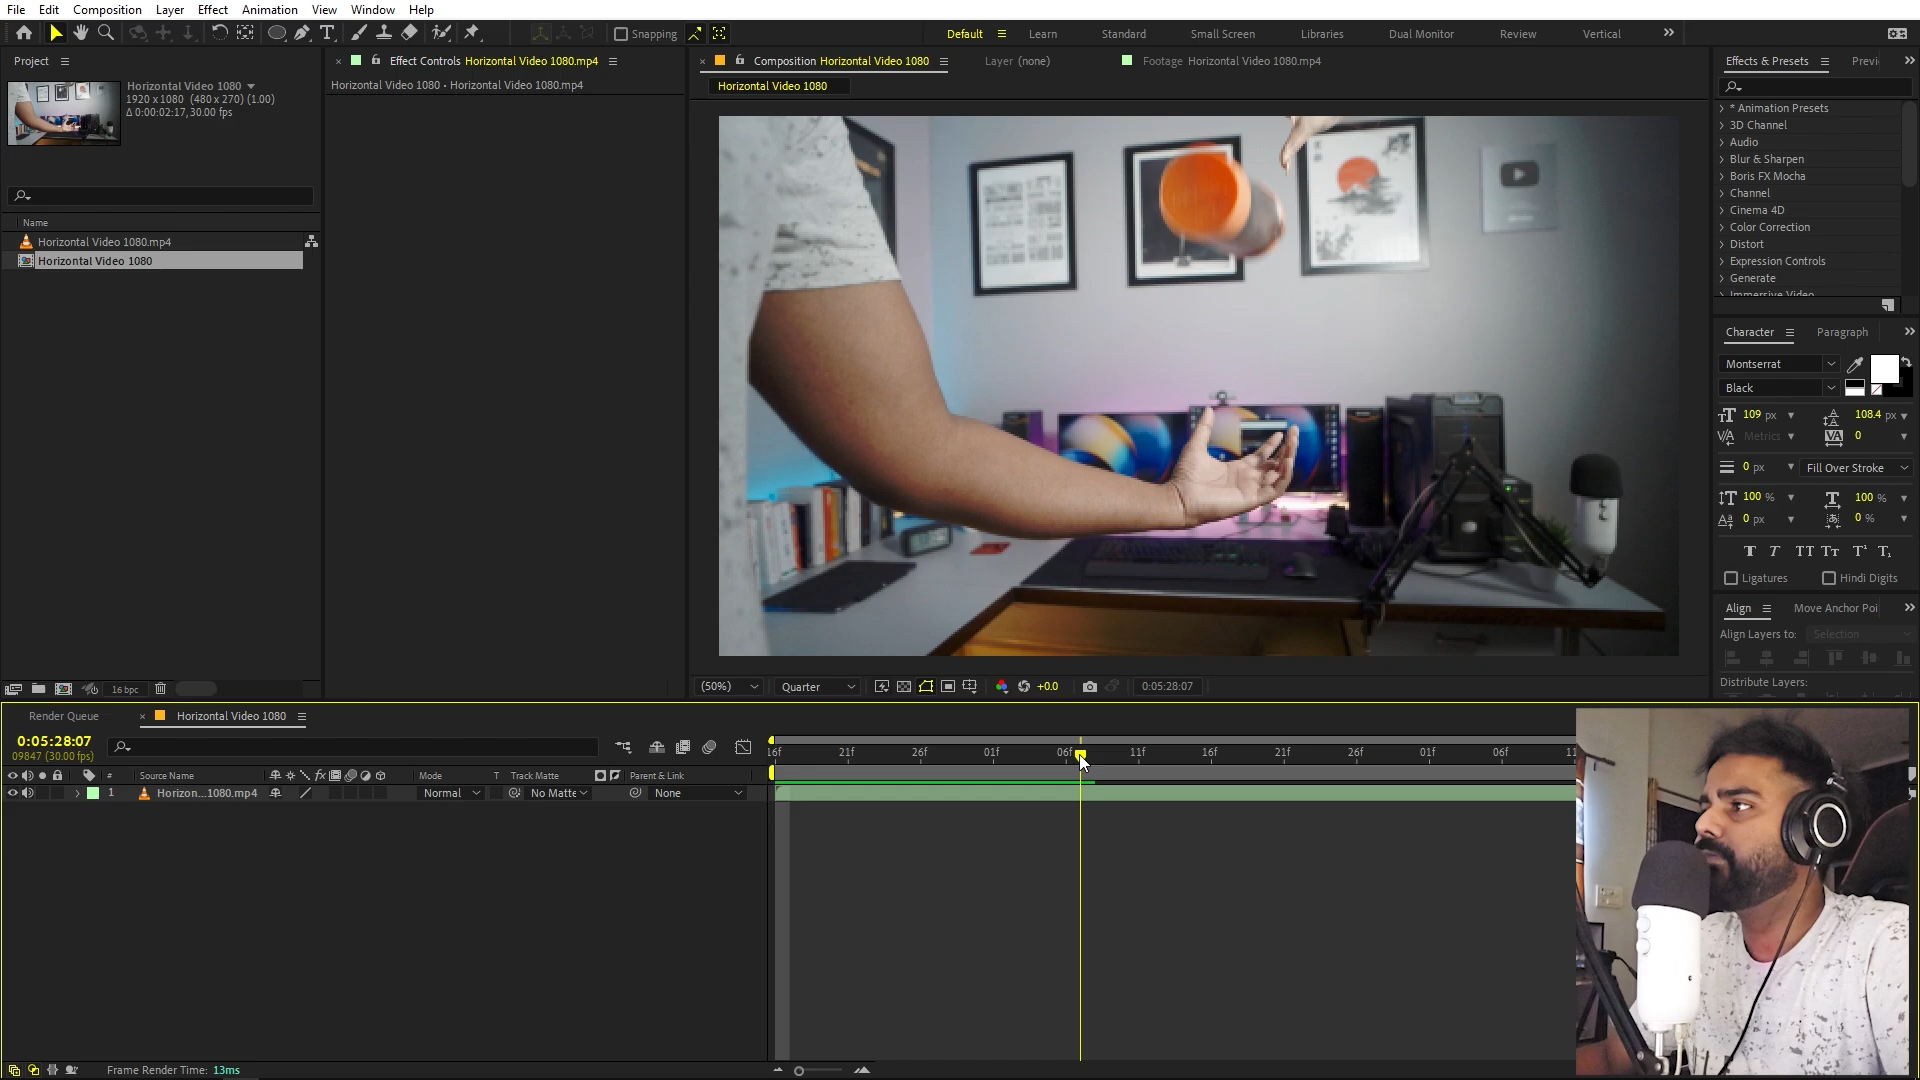 File Edit Composition Layer Effect Animation View Window Help
Snapping
Default Learn Standard Small Screen Libraries Dual Monitor Review Vertical
Project
Effect Controls Horizontal Video 1080.mp4
Composition Horizontal Video 1080
Layer (none)
Footage Horizontal Video 1080.mp4
Effects & Presets
Horizontal Video 1080
1920 x 1080 (480 x 270) (1.00)
Δ 0:00:02:17, 30.00 fps
Horizontal Video 1080 • Horizontal Video 1080.mp4
Horizontal Video 1080
Name
Horizontal Video 1080.mp4
Horizontal Video 1080
* Animation Presets
3D Channel
Audio
Blur & Sharpen
Boris FX Mocha
Channel
Cinema 4D
Color Correction
Distort
Expression Controls
Generate
Immersive Video
Character Paragraph
Montserrat
Black
109 px 108.4 px
Metrics 0
0 px Fill Over Stroke
100 % 100 %
0 px 0 %
Ligatures Hindi Digits
Align Move Anchor Poi
Align Layers to: Selection
Distribute Layers:
16 bpc
(50%) Quarter +0.0 0:05:28:07
Render Queue Horizontal Video 1080
0:05:28:07
09847 (30.00 fps)
16f 21f 26f 01f 06f 11f 16f 21f 26f 01f 06f 11
# Source Name Mode T Track Matte Parent & Link
1 Horizon...1080.mp4 Normal No Matte None
Frame Render Time: 13ms